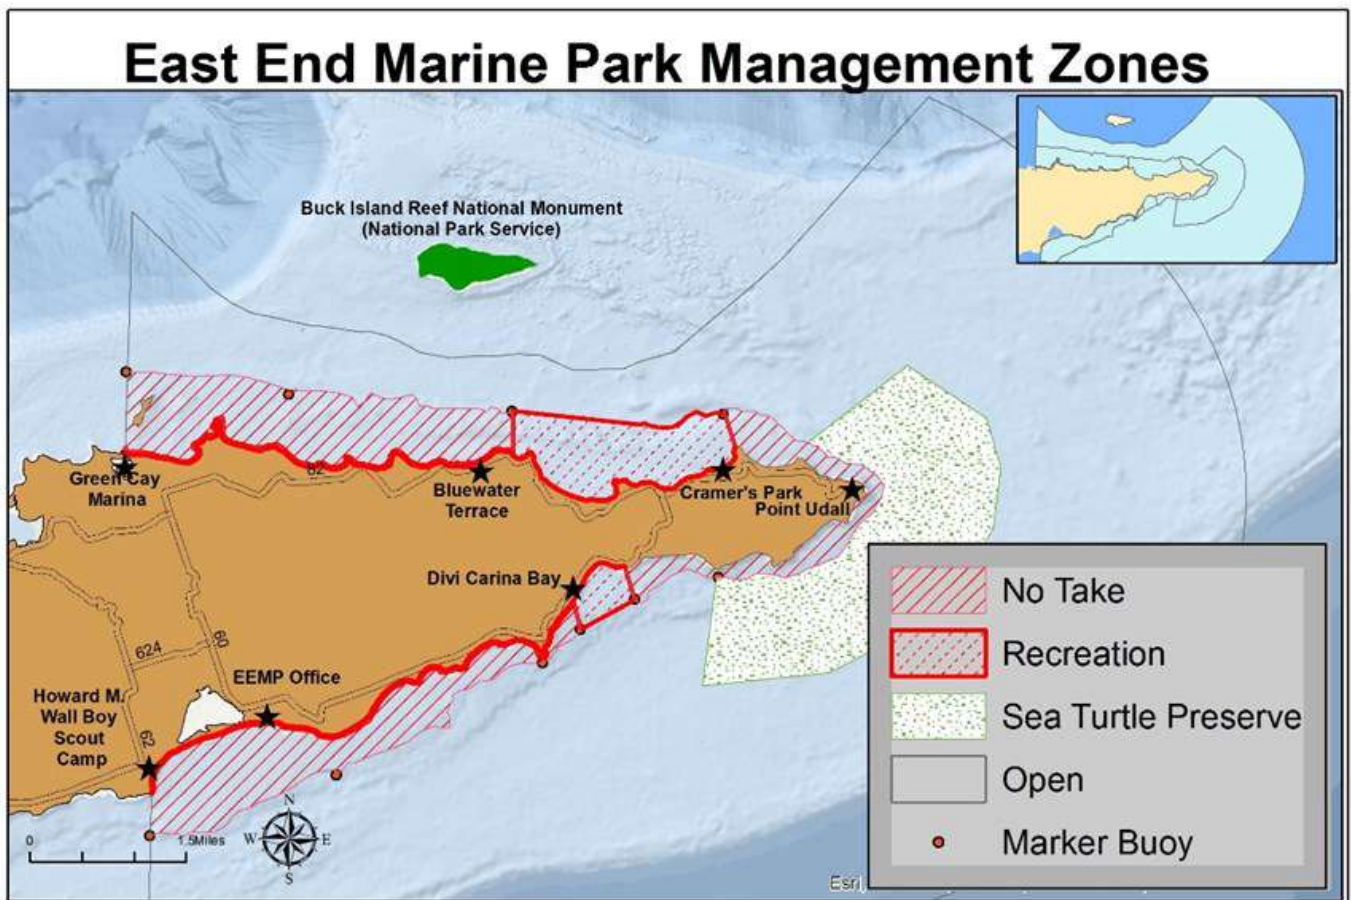 East End Marine Park Management Zones
Buck Island Reef National Monument
(National Park Service)
Green Cay
Marina
82
Bluewater
Terrace
Cramer's Park
Point Udall
Divi Carina Bay
624
60
EEMP Office
Howard M.
Wall Boy
Scout
Camp
62
0
1.5Miles
N
W
E
S
No Take
Recreation
Sea Turtle Preserve
Open
Marker Buoy
Esri,